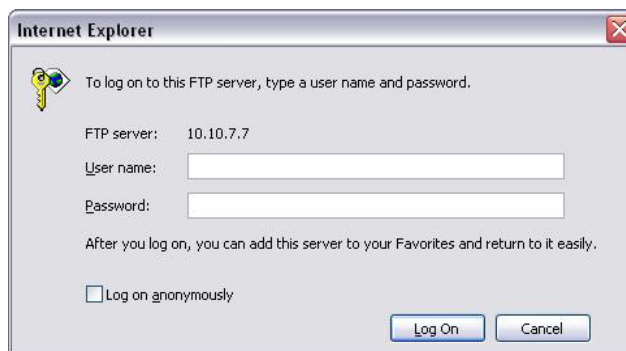 Internet Explorer
To log on to this FTP server, type a user name and password.
FTP server: 10.10.7.7
User name:
Password:
After you log on, you can add this server to your Favorites and return to it easily.
Log on anonymously
Log On Cancel